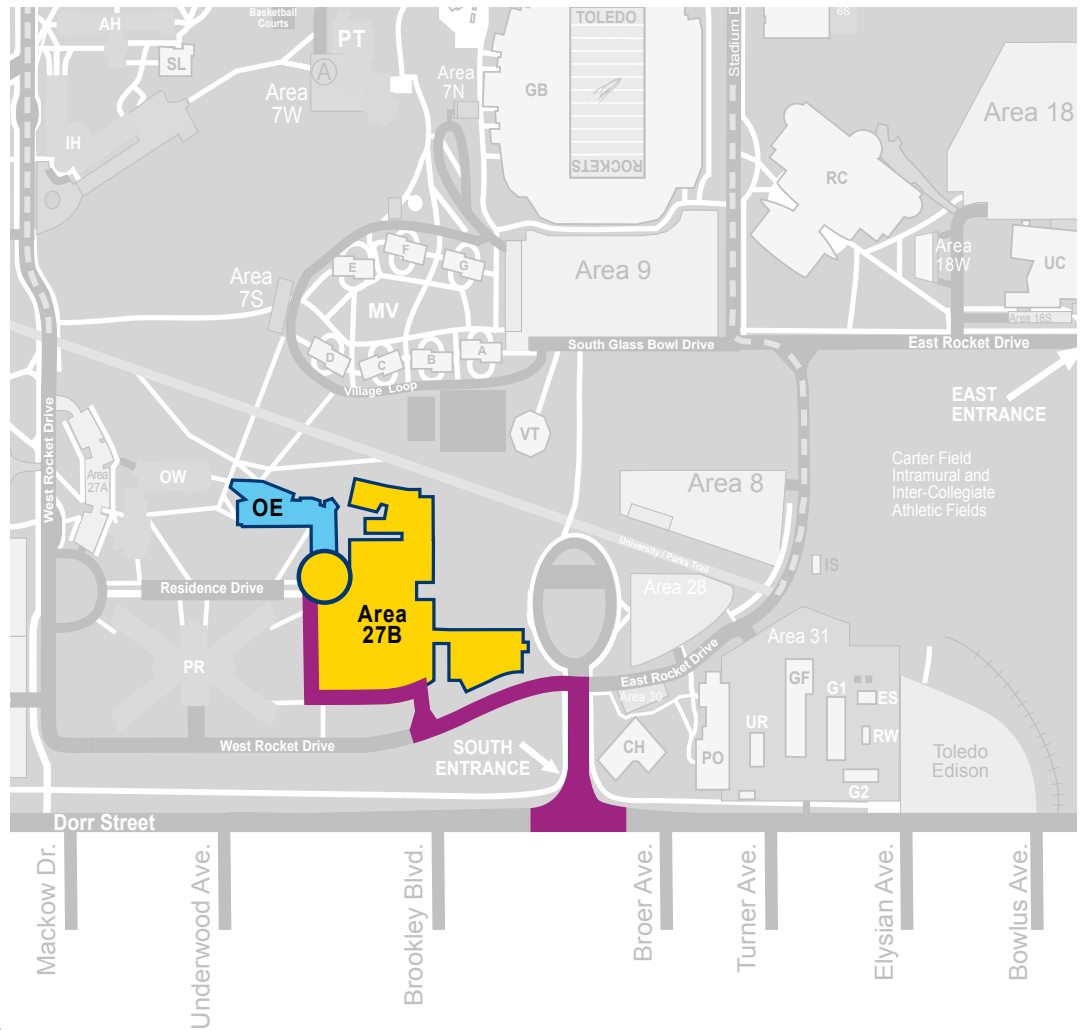 Basketball
Courts
AH
SL
IH
PT
A
Area
7W
Area
7N
TOLEDO
GB
ROCKETS
Stadium D
6S
Area 18
RC
Area
18W
UC
Area 18S
Area 9
Area
7S
E
F
G
MV
D
C
B
A
Village Loop
South Glass Bowl Drive
East Rocket Drive
EAST
ENTRANCE
West Rocket Drive
VT
Area
27A
OW
OE
Area 8
Carter Field
Intramural and
Inter-Collegiate
Athletic Fields
University / Parks Trail
IS
Residence Drive
Area 28
Area
27B
Area 31
PR
East Rocket Drive
Area 30
GF
G1
ES
RW
G2
UR
PO
CH
West Rocket Drive
SOUTH
ENTRANCE
Toledo
Edison
Dorr Street
Mackow Dr.
Underwood Ave.
Brookley Blvd.
Broer Ave.
Turner Ave.
Elysian Ave.
Bowlus Ave.